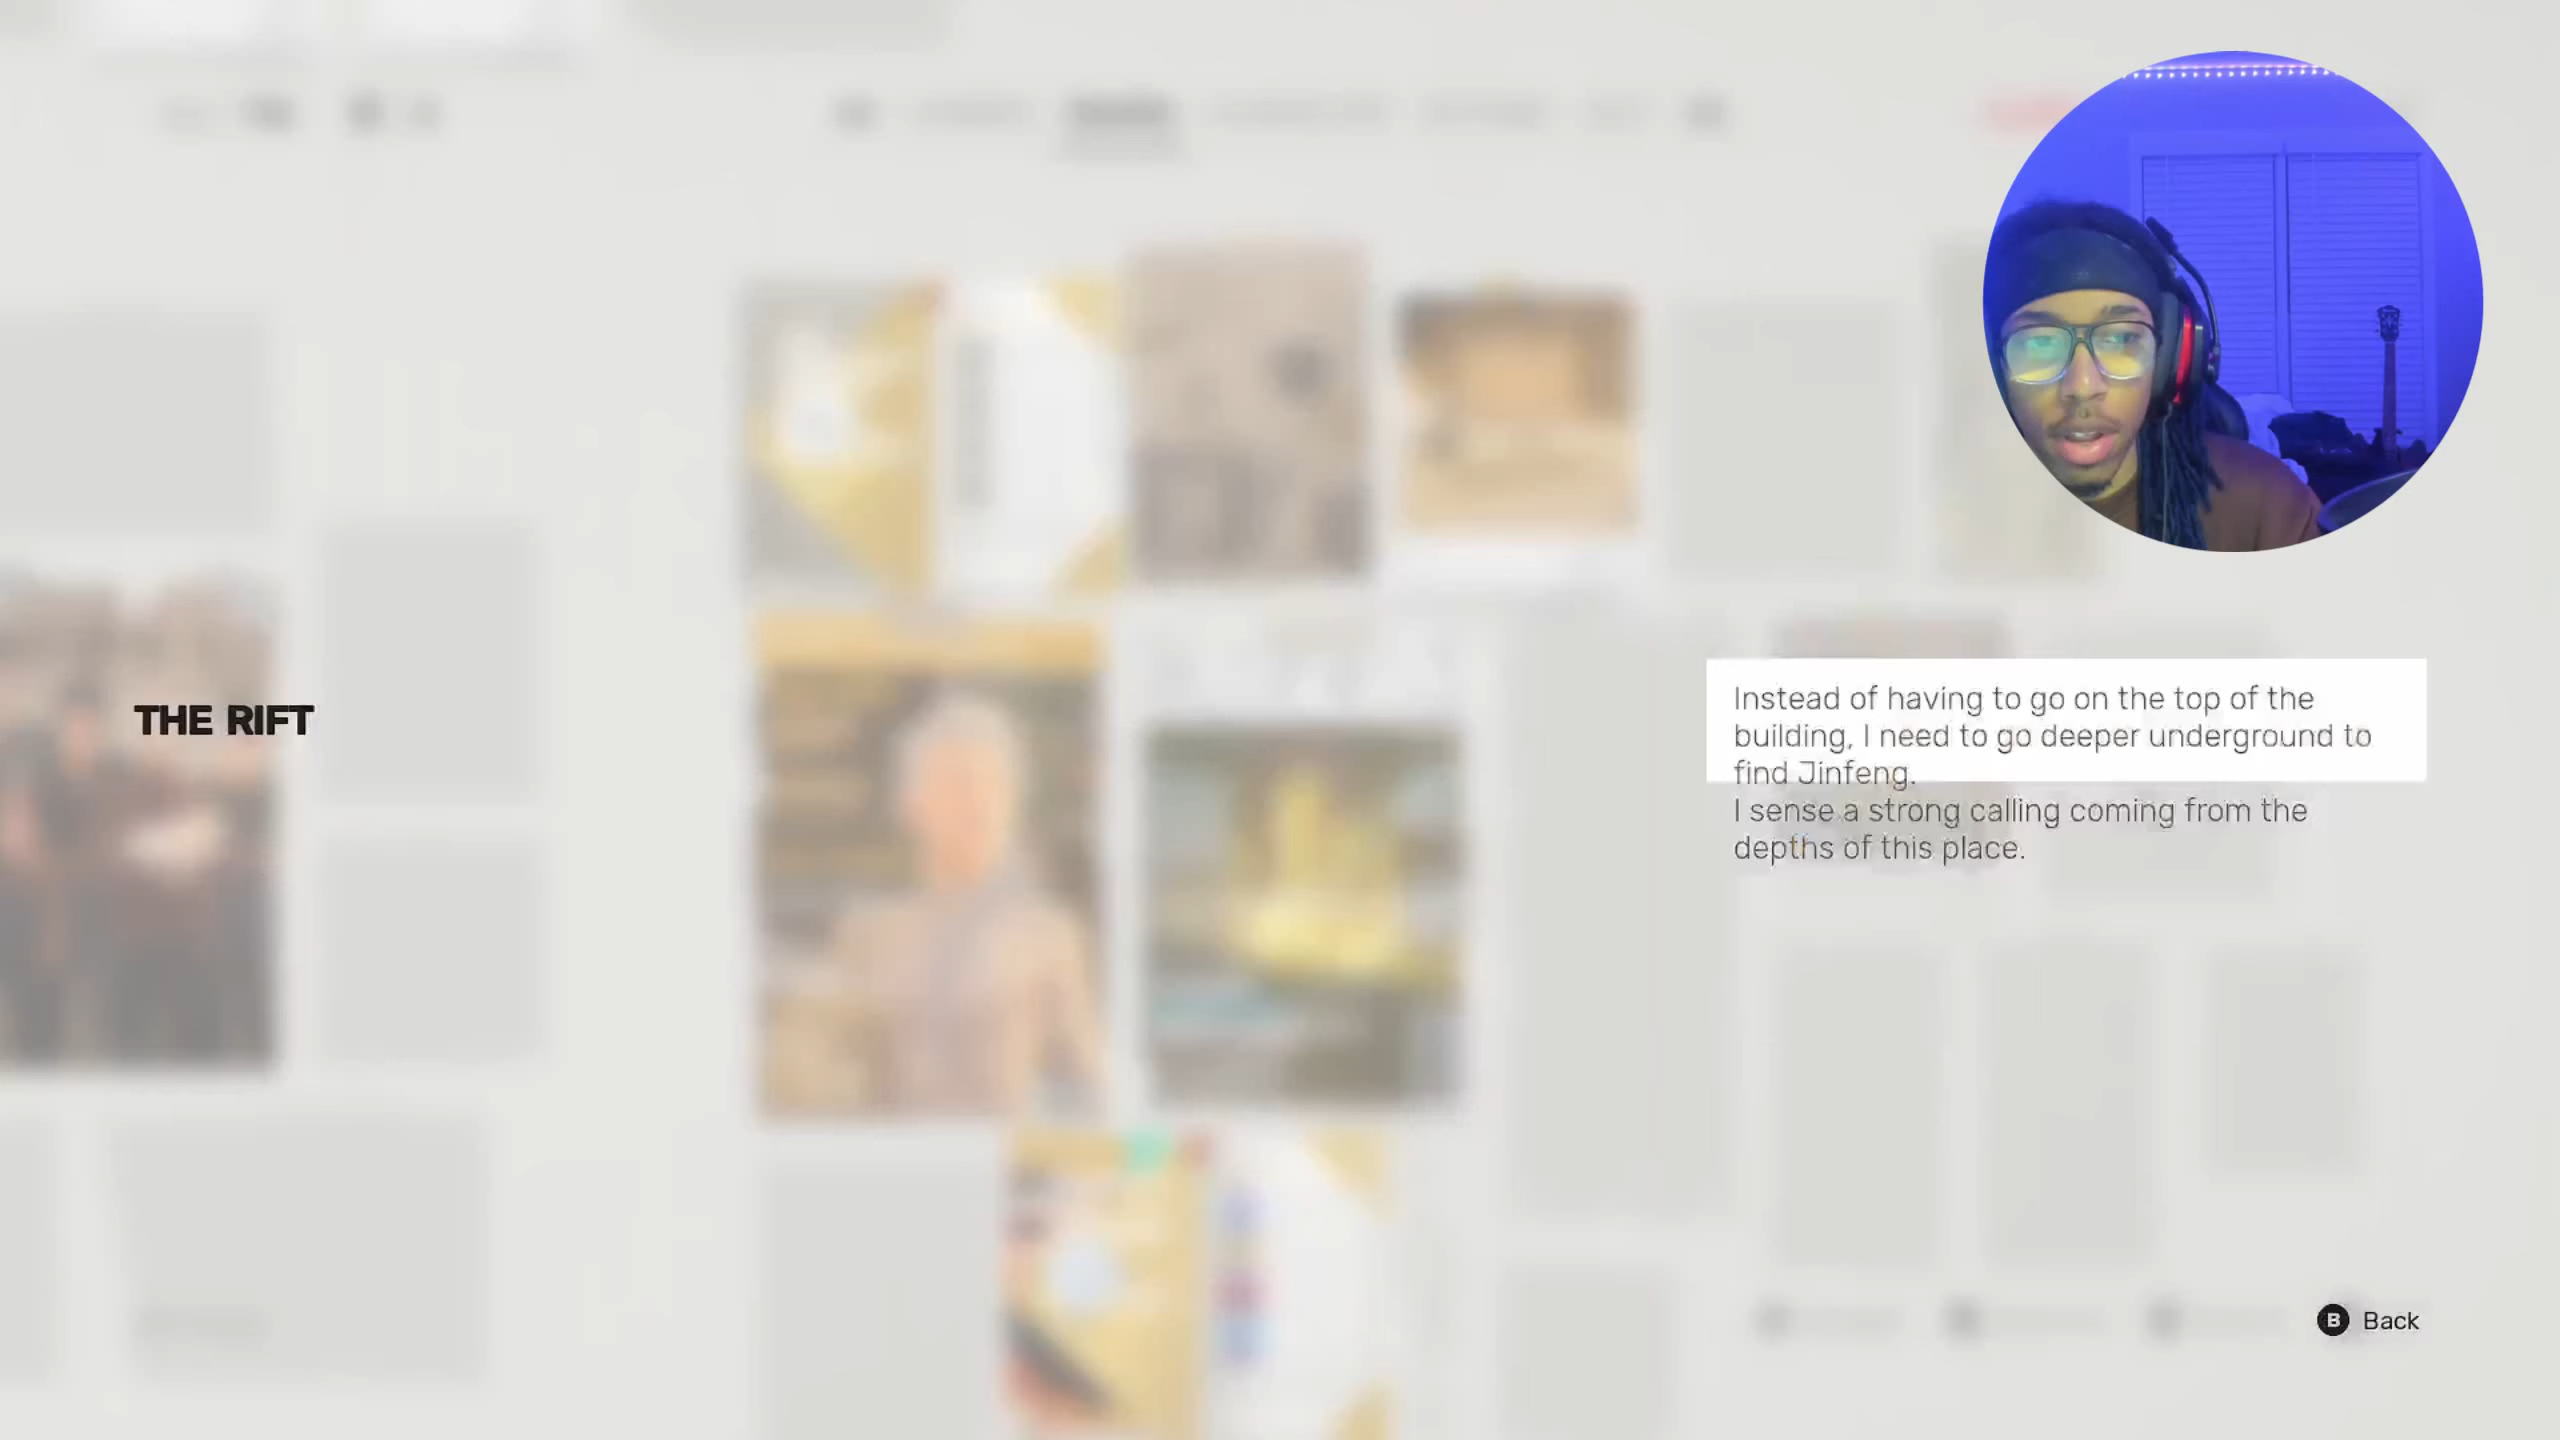 THE RIFT
Instead of having to go on the top of the
building, I need to go deeper underground to
find Jinfeng.
I sense a strong calling coming from the
depths of this place.
B Back